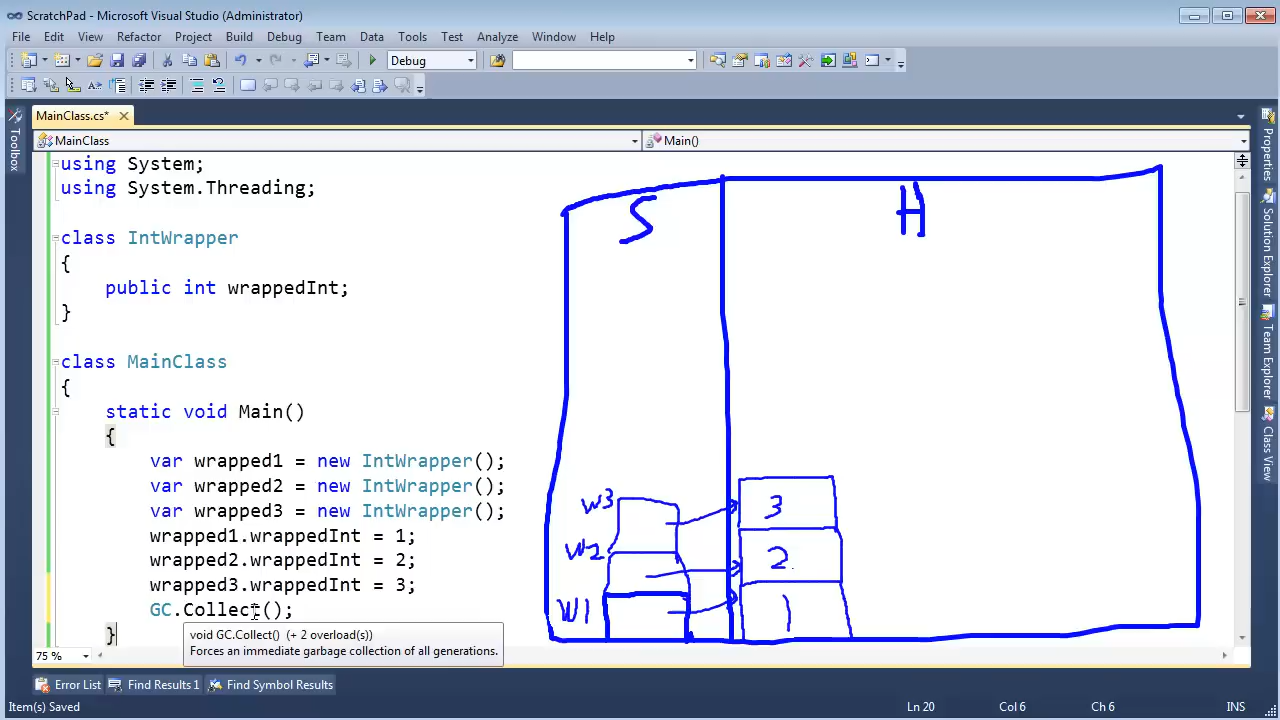 ScratchPad - Microsoft Visual Studio (Administrator)
File Edit View Refactor Project Build Debug Team Data Tools Test Analyze Window Help
Debug
MainClass.cs*
MainClass
Main()
using System;
using System.Threading;
class IntWrapper
{
public int wrappedInt;
}
class MainClass
{
static void Main()
{
var wrapped1 = new IntWrapper();
var wrapped2 = new IntWrapper();
var wrapped3 = new IntWrapper();
wrapped1.wrappedInt = 1;
wrapped2.wrappedInt = 2;
wrapped3.wrappedInt = 3;
GC.Collect();
}
void GC.Collect() (+ 2 overload(s))
Forces an immediate garbage collection of all generations.
S
H
W3
3
W2
2
W1
1
Toolbox
Properties
Solution Explorer
Team Explorer
Class View
75 %
Error List
Find Results 1
Find Symbol Results
Item(s) Saved
Ln 20
Col 6
Ch 6
INS